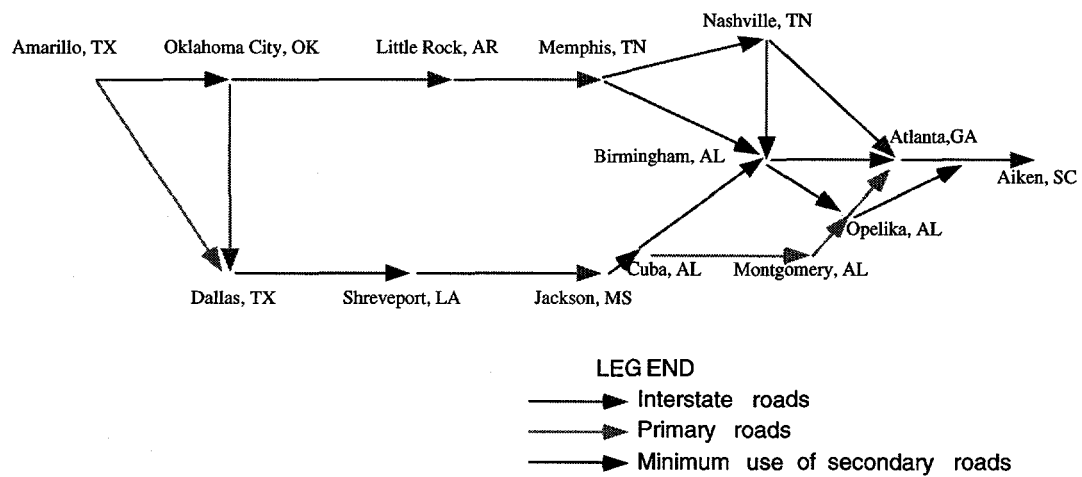 Nashville, TN
Amarillo, TX
Oklahoma City, OK
Little Rock, AR
Memphis, TN
Atlanta,GA
Birmingham, AL
Aiken, SC
Opelika, AL
Cuba, AL
Montgomery, AL
Dallas, TX
Shreveport, LA
Jackson, MS
LEGEND
Interstate roads
Primary roads
Minimum use of secondary roads